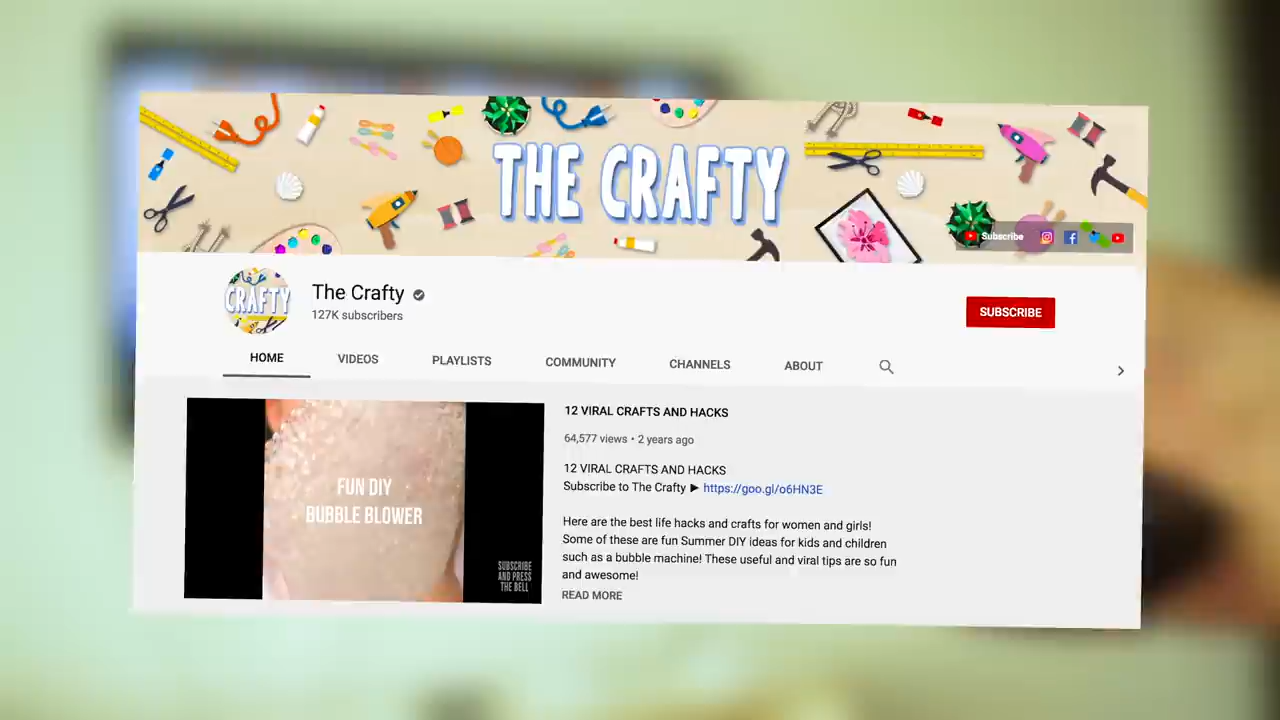 THE CRAFTY
Subscribe
CRAFTY
The Crafty
127K subscribers
SUBSCRIBE
HOME VIDEOS PLAYLISTS COMMUNITY CHANNELS ABOUT
FUN DIY
BUBBLE BLOWER
SUBSCRIBE
AND PRESS
THE BELL
12 VIRAL CRAFTS AND HACKS
64,577 views • 2 years ago
12 VIRAL CRAFTS AND HACKS
Subscribe to The Crafty ► https://goo.gl/o6HN3E
Here are the best life hacks and crafts for women and girls!
Some of these are fun Summer DIY ideas for kids and children
such as a bubble machine! These useful and viral tips are so fun
and awesome!
READ MORE